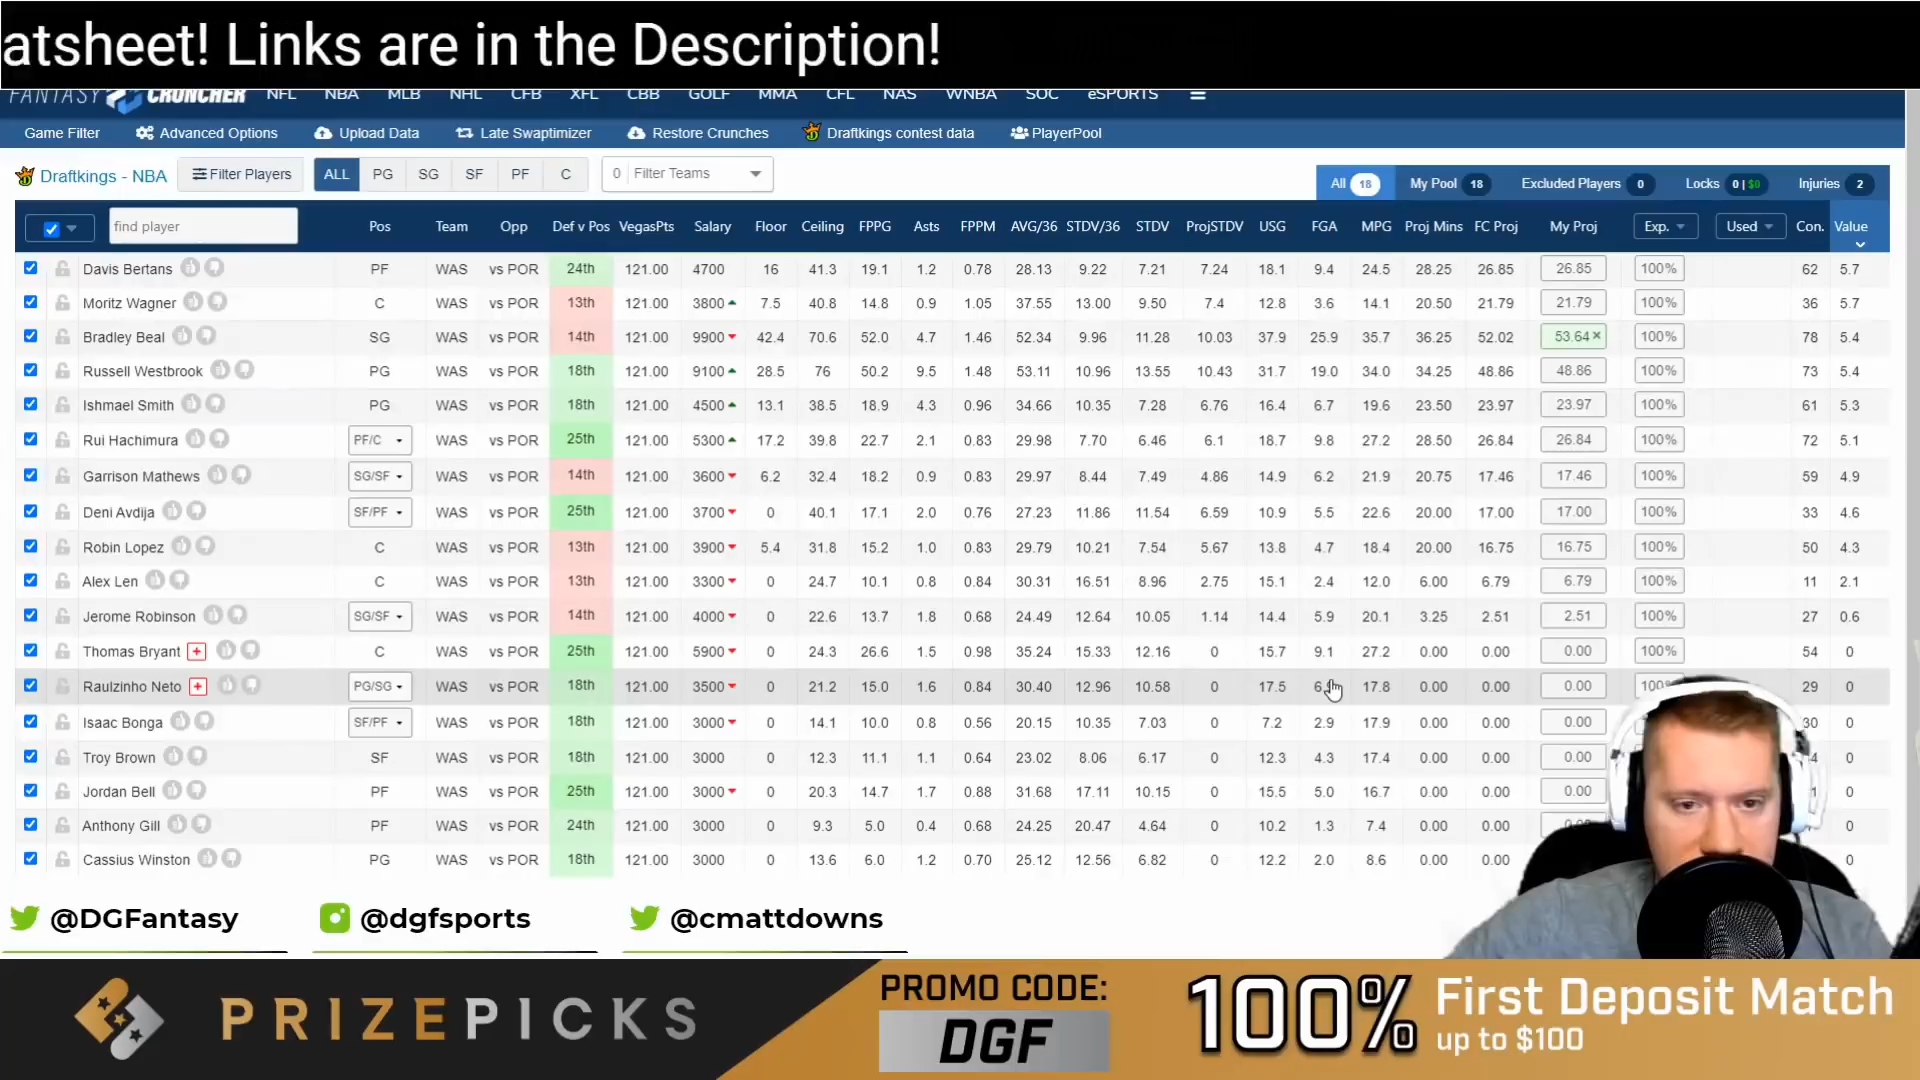 atsheet! Links are in the Description!
FANTASY CRUNCHER NFL NBA MLB NHL CFB XFL CBB GOLF MMA CFL NAS WNBA SOC eSPORTS
Game Filter Advanced Options Upload Data Late Swaptimizer Restore Crunches Draftkings contest data PlayerPool
Draftkings - NBA Filter Players ALL PG SG SF PF C 0 Filter Teams
All 18 My Pool 18 Excluded Players 0 Locks 0 | $0 Injuries 2
find player Pos Team Opp Def v Pos VegasPts Salary Floor Ceiling FPPG Asts FPPM AVG/36 STDV/36 STDV ProjSTDV USG FGA MPG Proj Mins FC Proj My Proj Exp. Used Con. Value
Davis Bertans PF WAS vs POR 24th 121.00 4700 16 41.3 19.1 1.2 0.78 28.13 9.22 7.21 7.24 18.1 9.4 24.5 28.25 26.85 26.85 100% 62 5.7
Moritz Wagner C WAS vs POR 13th 121.00 3800 7.5 40.8 14.8 0.9 1.05 37.55 13.00 9.50 7.4 12.8 3.6 14.1 20.50 21.79 21.79 100% 36 5.7
Bradley Beal SG WAS vs POR 14th 121.00 9900 42.4 70.6 52.0 4.7 1.46 52.34 9.96 11.28 10.03 37.9 25.9 35.7 36.25 52.02 53.64 × 100% 78 5.4
Russell Westbrook PG WAS vs POR 18th 121.00 9100 28.5 76 50.2 9.5 1.48 53.11 10.96 13.55 10.43 31.7 19.0 34.0 34.25 48.86 48.86 100% 73 5.4
Ishmael Smith PG WAS vs POR 18th 121.00 4500 13.1 38.5 18.9 4.3 0.96 34.66 10.35 7.28 6.76 16.4 6.7 19.6 23.50 23.97 23.97 100% 61 5.3
Rui Hachimura PF/C WAS vs POR 25th 121.00 5300 17.2 39.8 22.7 2.1 0.83 29.98 7.70 6.46 6.1 18.7 9.8 27.2 28.50 26.84 26.84 100% 72 5.1
Garrison Mathews SG/SF WAS vs POR 14th 121.00 3600 6.2 32.4 18.2 0.9 0.83 29.97 8.44 7.49 4.86 14.9 6.2 21.9 20.75 17.46 17.46 100% 59 4.9
Deni Avdija SF/PF WAS vs POR 25th 121.00 3700 0 40.1 17.1 2.0 0.76 27.23 11.86 11.54 6.59 10.9 5.5 22.6 20.00 17.00 17.00 100% 33 4.6
Robin Lopez C WAS vs POR 13th 121.00 3900 5.4 31.8 15.2 1.0 0.83 29.79 10.21 7.54 5.67 13.8 4.7 18.4 20.00 16.75 16.75 100% 50 4.3
Alex Len C WAS vs POR 13th 121.00 3300 0 24.7 10.1 0.8 0.84 30.31 16.51 8.96 2.75 15.1 2.4 12.0 6.00 6.79 6.79 100% 11 2.1
Jerome Robinson SG/SF WAS vs POR 14th 121.00 4000 0 22.6 13.7 1.8 0.68 24.49 12.64 10.05 1.14 14.4 5.9 20.1 3.25 2.51 2.51 100% 27 0.6
Thomas Bryant WAS vs POR C 25th 121.00 5900 0 24.3 26.6 1.5 0.98 35.24 15.33 12.16 0 15.7 9.1 27.2 0.00 0.00 0.00 100% 54 0
Raulzinho Neto PG/SG WAS vs POR 18th 121.00 3500 0 21.2 15.0 1.6 0.84 30.40 12.96 10.58 0 17.5 17.8 0.00 0.00 0.00 29 0
Isaac Bonga SF/PF WAS vs POR 18th 121.00 3000 0 14.1 10.0 0.8 0.56 20.15 10.35 7.03 0 7.2 2.9 17.9 0.00 0.00 0.00 30 0
Troy Brown SF WAS vs POR 18th 121.00 3000 0 12.3 11.1 1.1 0.64 23.02 8.06 6.17 0 12.3 4.3 17.4 0.00 0.00 0.00 0
Jordan Bell PF WAS vs POR 25th 121.00 3000 0 20.3 14.7 1.7 0.88 31.68 17.11 10.15 0 15.5 5.0 16.7 0.00 0.00 0.00 0
Anthony Gill PF WAS vs POR 24th 121.00 3000 0 9.3 5.0 0.4 0.68 24.25 20.47 4.64 0 10.2 1.3 7.4 0.00 0.00 0
Cassius Winston PG WAS vs POR 18th 121.00 3000 0 13.6 6.0 1.2 0.70 25.12 12.56 6.82 0 12.2 2.0 8.6 0.00 0.00 0
@DGFantasy @dgfsports @cmattdowns
PRIZEPICKS
PROMO CODE:
DGF
100% First Deposit Match
up to $100